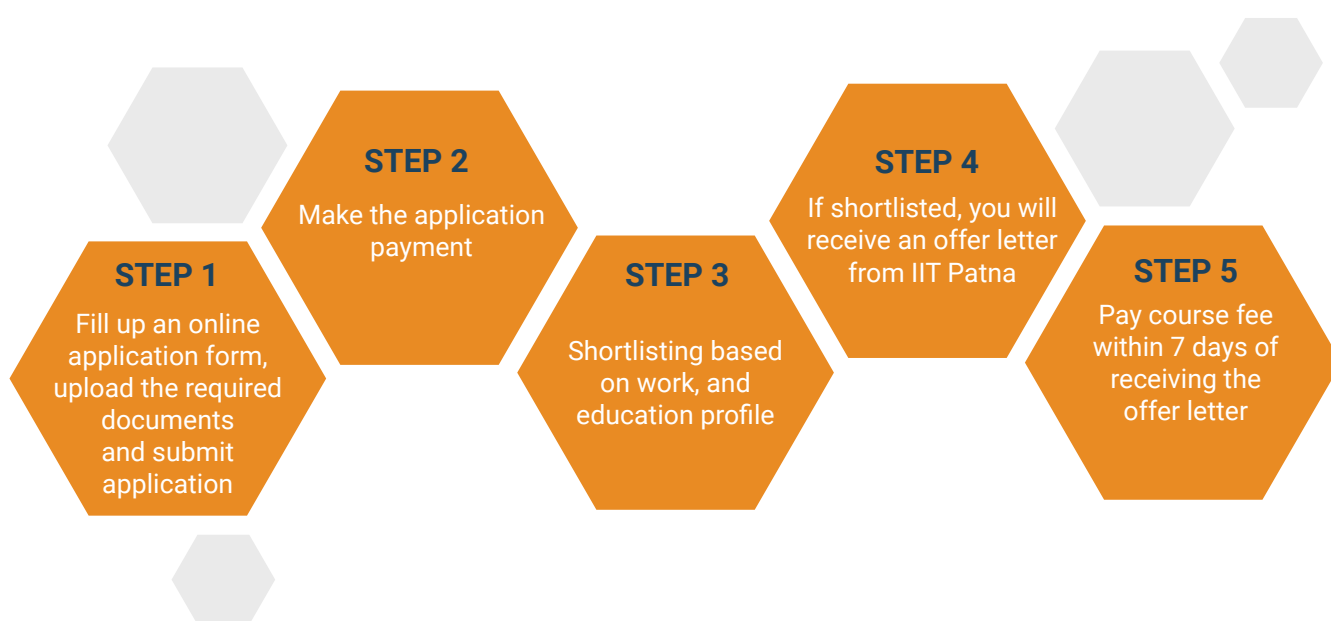 STEP 1
Fill up an online
application form,
upload the required
documents
and submit
application
STEP 2
Make the application
payment
STEP 3
Shortlisting based
on work, and
education profile
STEP 4
If shortlisted, you will
receive an offer letter
from IIT Patna
STEP 5
Pay course fee
within 7 days of
receiving the
offer letter